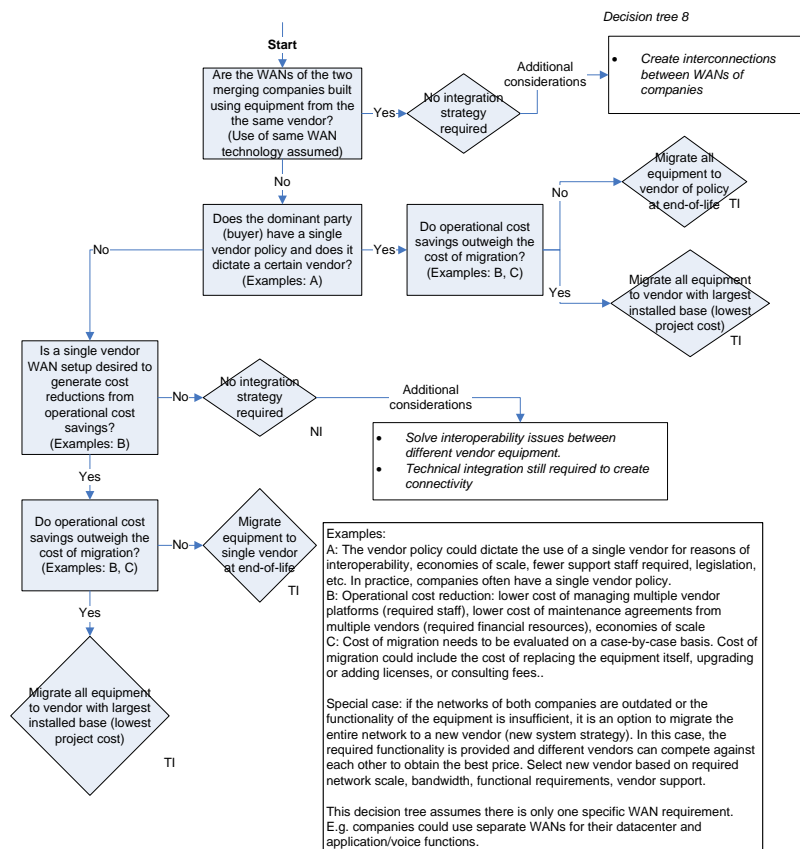 Decision tree 8
Start
Are the WANs of the two
merging companies built
using equipment from the
the same vendor?
(Use of same WAN
technology assumed)
Yes
No integration
strategy
required
Additional
considerations
• Create interconnections
between WANs of
companies
No
Does the dominant party
(buyer) have a single
vendor policy and does it
dictate a certain vendor?
(Examples: A)
Yes
Do operational cost
savings outweigh the
cost of migration?
(Examples: B, C)
No
Migrate all
equipment to
vendor of policy
at end-of-life
TI
Yes
Migrate all equipment
to vendor with largest
installed base (lowest
project cost)
TI
No
Is a single vendor
WAN setup desired to
generate cost
reductions from
operational cost
savings?
(Examples: B)
No
No integration
strategy
required
NI
Additional
considerations
• Solve interoperability issues between
different vendor equipment.
• Technical integration still required to create
connectivity
Yes
Do operational cost
savings outweigh the
cost of migration?
(Examples: B, C)
No
Migrate
equipment to
single vendor
at end-of-life
TI
Yes
Migrate all equipment
to vendor with largest
installed base (lowest
project cost)
TI
Examples:
A: The vendor policy could dictate the use of a single vendor for reasons of
interoperability, economies of scale, fewer support staff required, legislation,
etc. In practice, companies often have a single vendor policy.
B: Operational cost reduction: lower cost of managing multiple vendor
platforms (required staff), lower cost of maintenance agreements from
multiple vendors (required financial resources), economies of scale
C: Cost of migration needs to be evaluated on a case-by-case basis. Cost of
migration could include the cost of replacing the equipment itself, upgrading
or adding licenses, or consulting fees..
Special case: if the networks of both companies are outdated or the
functionality of the equipment is insufficient, it is an option to migrate the
entire network to a new vendor (new system strategy). In this case, the
required functionality is provided and different vendors can compete against
each other to obtain the best price. Select new vendor based on required
network scale, bandwidth, functional requirements, vendor support.
This decision tree assumes there is only one specific WAN requirement.
E.g. companies could use separate WANs for their datacenter and
application/voice functions.